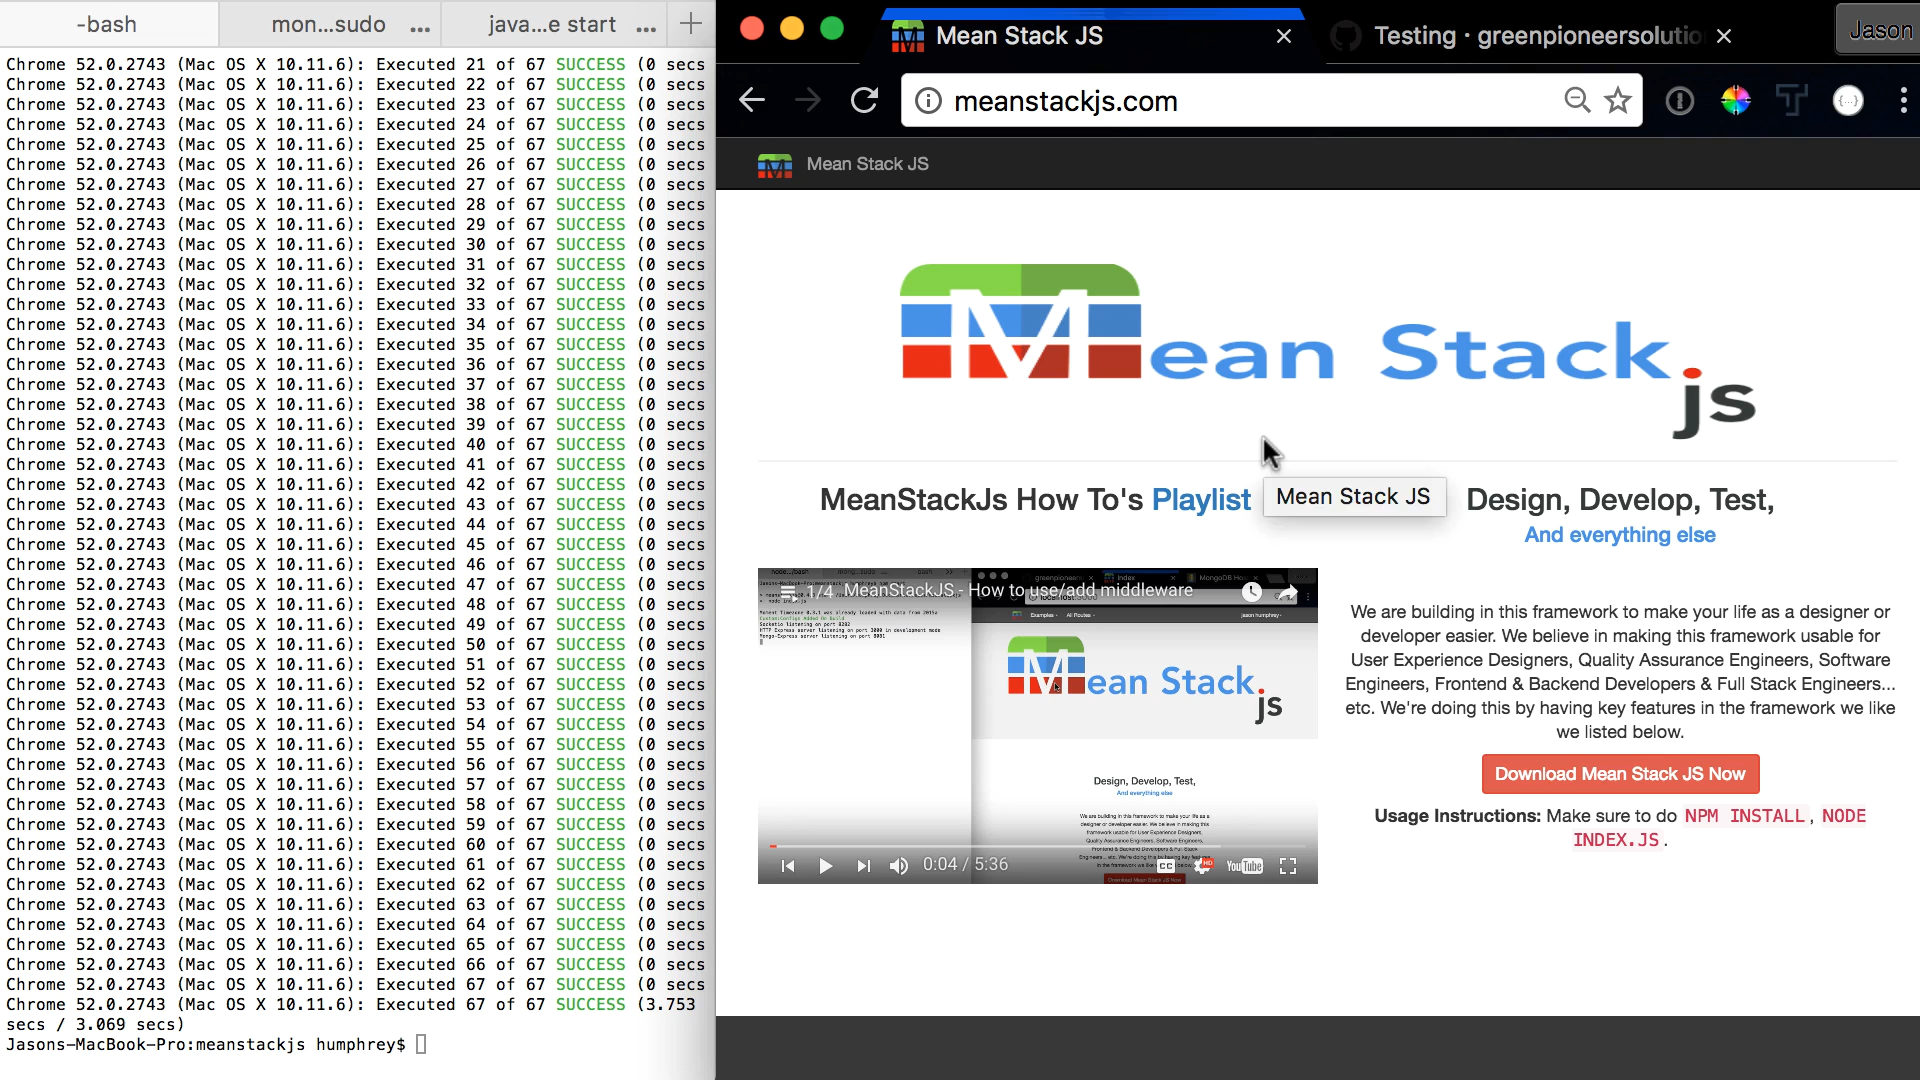 -bash
mon...sudo ...
java...e start ...
Chrome 52.0.2743 (Mac OS X 10.11.6): Executed 21 of 67 SUCCESS (0 secs
Chrome 52.0.2743 (Mac OS X 10.11.6): Executed 22 of 67 SUCCESS (0 secs
Chrome 52.0.2743 (Mac OS X 10.11.6): Executed 23 of 67 SUCCESS (0 secs
Chrome 52.0.2743 (Mac OS X 10.11.6): Executed 24 of 67 SUCCESS (0 secs
Chrome 52.0.2743 (Mac OS X 10.11.6): Executed 25 of 67 SUCCESS (0 secs
Chrome 52.0.2743 (Mac OS X 10.11.6): Executed 26 of 67 SUCCESS (0 secs
Chrome 52.0.2743 (Mac OS X 10.11.6): Executed 27 of 67 SUCCESS (0 secs
Chrome 52.0.2743 (Mac OS X 10.11.6): Executed 28 of 67 SUCCESS (0 secs
Chrome 52.0.2743 (Mac OS X 10.11.6): Executed 29 of 67 SUCCESS (0 secs
Chrome 52.0.2743 (Mac OS X 10.11.6): Executed 30 of 67 SUCCESS (0 secs
Chrome 52.0.2743 (Mac OS X 10.11.6): Executed 31 of 67 SUCCESS (0 secs
Chrome 52.0.2743 (Mac OS X 10.11.6): Executed 32 of 67 SUCCESS (0 secs
Chrome 52.0.2743 (Mac OS X 10.11.6): Executed 33 of 67 SUCCESS (0 secs
Chrome 52.0.2743 (Mac OS X 10.11.6): Executed 34 of 67 SUCCESS (0 secs
Chrome 52.0.2743 (Mac OS X 10.11.6): Executed 35 of 67 SUCCESS (0 secs
Chrome 52.0.2743 (Mac OS X 10.11.6): Executed 36 of 67 SUCCESS (0 secs
Chrome 52.0.2743 (Mac OS X 10.11.6): Executed 37 of 67 SUCCESS (0 secs
Chrome 52.0.2743 (Mac OS X 10.11.6): Executed 38 of 67 SUCCESS (0 secs
Chrome 52.0.2743 (Mac OS X 10.11.6): Executed 39 of 67 SUCCESS (0 secs
Chrome 52.0.2743 (Mac OS X 10.11.6): Executed 40 of 67 SUCCESS (0 secs
Chrome 52.0.2743 (Mac OS X 10.11.6): Executed 41 of 67 SUCCESS (0 secs
Chrome 52.0.2743 (Mac OS X 10.11.6): Executed 42 of 67 SUCCESS (0 secs
Chrome 52.0.2743 (Mac OS X 10.11.6): Executed 43 of 67 SUCCESS (0 secs
Chrome 52.0.2743 (Mac OS X 10.11.6): Executed 44 of 67 SUCCESS (0 secs
Chrome 52.0.2743 (Mac OS X 10.11.6): Executed 45 of 67 SUCCESS (0 secs
Chrome 52.0.2743 (Mac OS X 10.11.6): Executed 46 of 67 SUCCESS (0 secs
Chrome 52.0.2743 (Mac OS X 10.11.6): Executed 47 of 67 SUCCESS (0 secs
Chrome 52.0.2743 (Mac OS X 10.11.6): Executed 48 of 67 SUCCESS (0 secs
Chrome 52.0.2743 (Mac OS X 10.11.6): Executed 49 of 67 SUCCESS (0 secs
Chrome 52.0.2743 (Mac OS X 10.11.6): Executed 50 of 67 SUCCESS (0 secs
Chrome 52.0.2743 (Mac OS X 10.11.6): Executed 51 of 67 SUCCESS (0 secs
Chrome 52.0.2743 (Mac OS X 10.11.6): Executed 52 of 67 SUCCESS (0 secs
Chrome 52.0.2743 (Mac OS X 10.11.6): Executed 53 of 67 SUCCESS (0 secs
Chrome 52.0.2743 (Mac OS X 10.11.6): Executed 54 of 67 SUCCESS (0 secs
Chrome 52.0.2743 (Mac OS X 10.11.6): Executed 55 of 67 SUCCESS (0 secs
Chrome 52.0.2743 (Mac OS X 10.11.6): Executed 56 of 67 SUCCESS (0 secs
Chrome 52.0.2743 (Mac OS X 10.11.6): Executed 57 of 67 SUCCESS (0 secs
Chrome 52.0.2743 (Mac OS X 10.11.6): Executed 58 of 67 SUCCESS (0 secs
Chrome 52.0.2743 (Mac OS X 10.11.6): Executed 59 of 67 SUCCESS (0 secs
Chrome 52.0.2743 (Mac OS X 10.11.6): Executed 60 of 67 SUCCESS (0 secs
Chrome 52.0.2743 (Mac OS X 10.11.6): Executed 61 of 67 SUCCESS (0 secs
Chrome 52.0.2743 (Mac OS X 10.11.6): Executed 62 of 67 SUCCESS (0 secs
Chrome 52.0.2743 (Mac OS X 10.11.6): Executed 63 of 67 SUCCESS (0 secs
Chrome 52.0.2743 (Mac OS X 10.11.6): Executed 64 of 67 SUCCESS (0 secs
Chrome 52.0.2743 (Mac OS X 10.11.6): Executed 65 of 67 SUCCESS (0 secs
Chrome 52.0.2743 (Mac OS X 10.11.6): Executed 66 of 67 SUCCESS (0 secs
Chrome 52.0.2743 (Mac OS X 10.11.6): Executed 67 of 67 SUCCESS (0 secs
Chrome 52.0.2743 (Mac OS X 10.11.6): Executed 67 of 67 SUCCESS (3.753
secs / 3.069 secs)
Jasons-MacBook-Pro:meanstackjs humphrey$
Mean Stack JS
Testing · greenpioneersolutio
Jason
meanstackjs.com
Mean Stack JS
Mean Stack.js
MeanStackJs How To's Playlist
Mean Stack JS
1/4 MeanStackJS - How to use/add middleware
Mean Stack.js
Design, Develop, Test,
And everything else
0:04 / 5:36
CC
HD
YouTube
Design, Develop, Test,
And everything else
We are building in this framework to make your life as a designer or
developer easier. We believe in making this framework usable for
User Experience Designers, Quality Assurance Engineers, Software
Engineers, Frontend & Backend Developers & Full Stack Engineers...
etc. We're doing this by having key features in the framework we like
we listed below.
Download Mean Stack JS Now
Usage Instructions: Make sure to do NPM INSTALL, NODE
INDEX.JS.